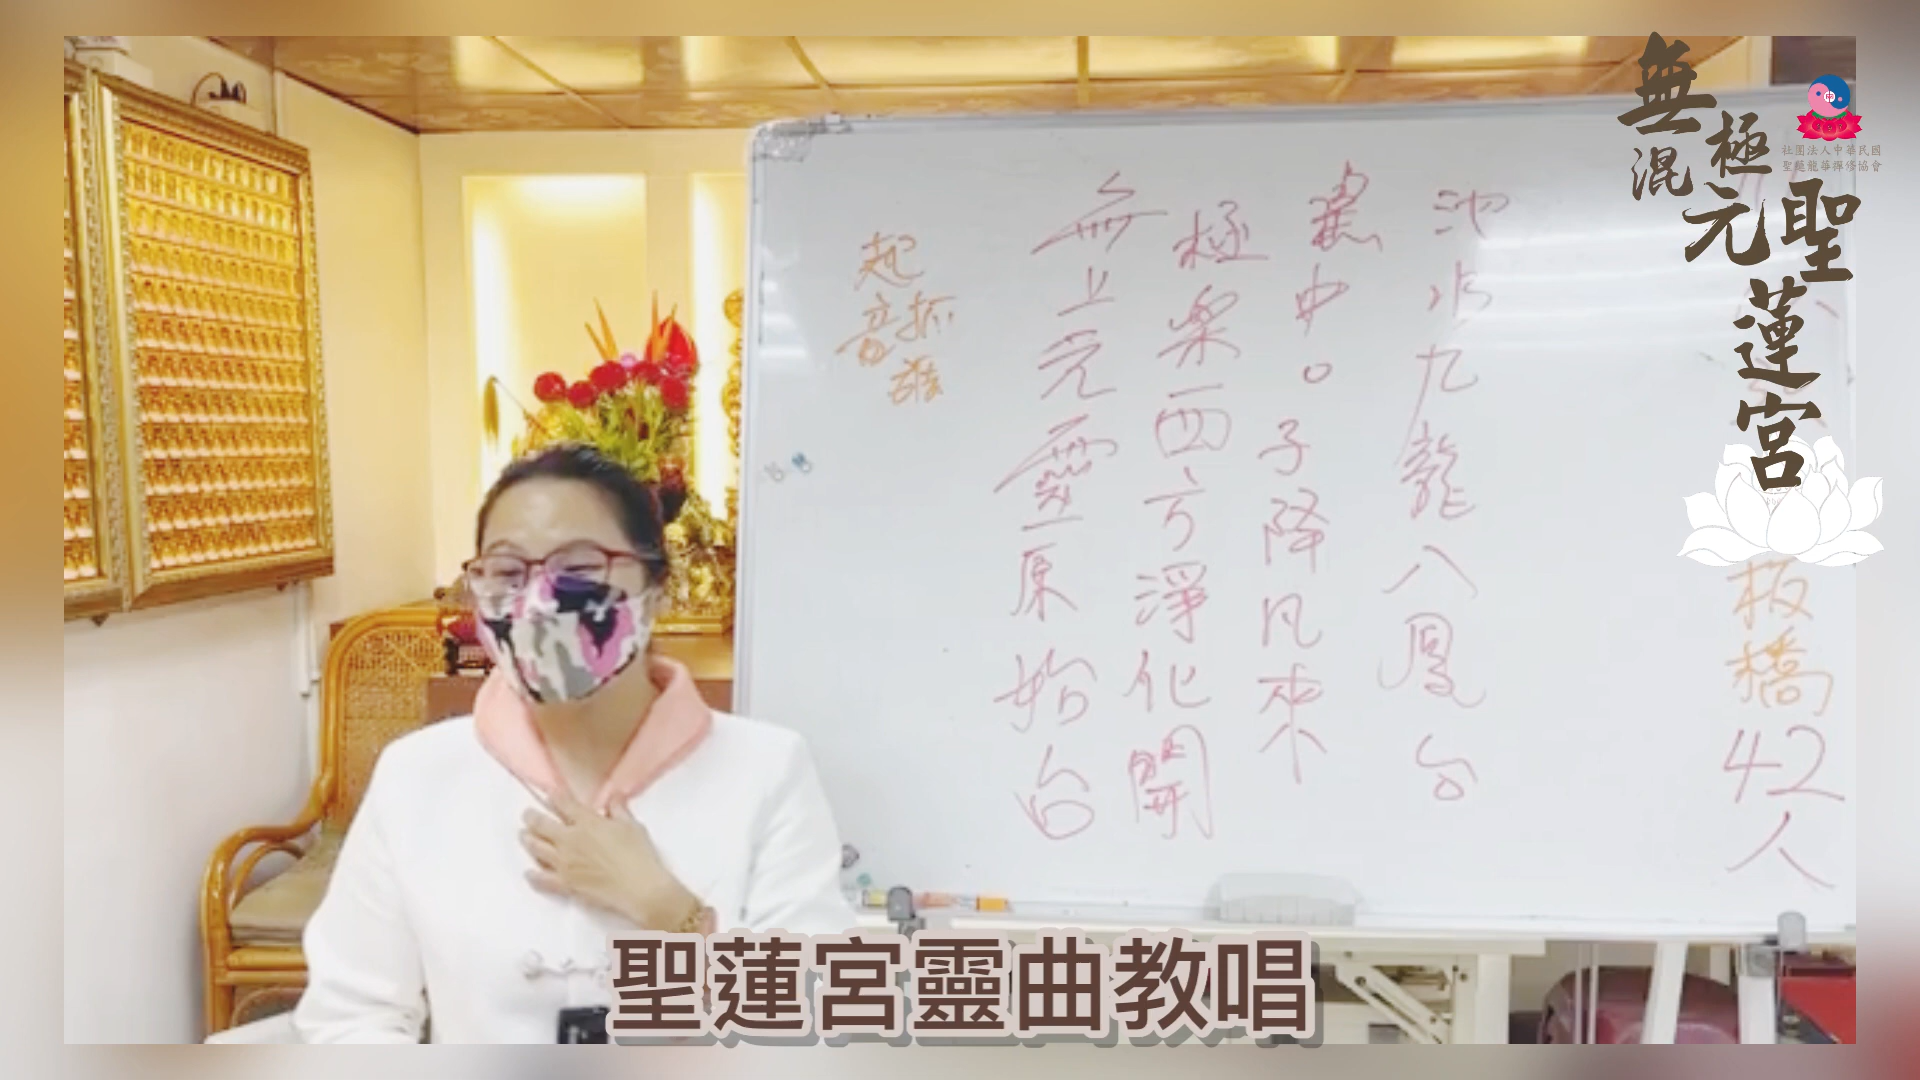 無極
混元聖蓮宮
社團法人中華民國
聖蓮龍華禪修協會
板橋42人
池水九龍八鳳台
中。子降凡來
極樂西方淨化開
無上元靈原始台
起音
抓
聖蓮宮靈曲教唱